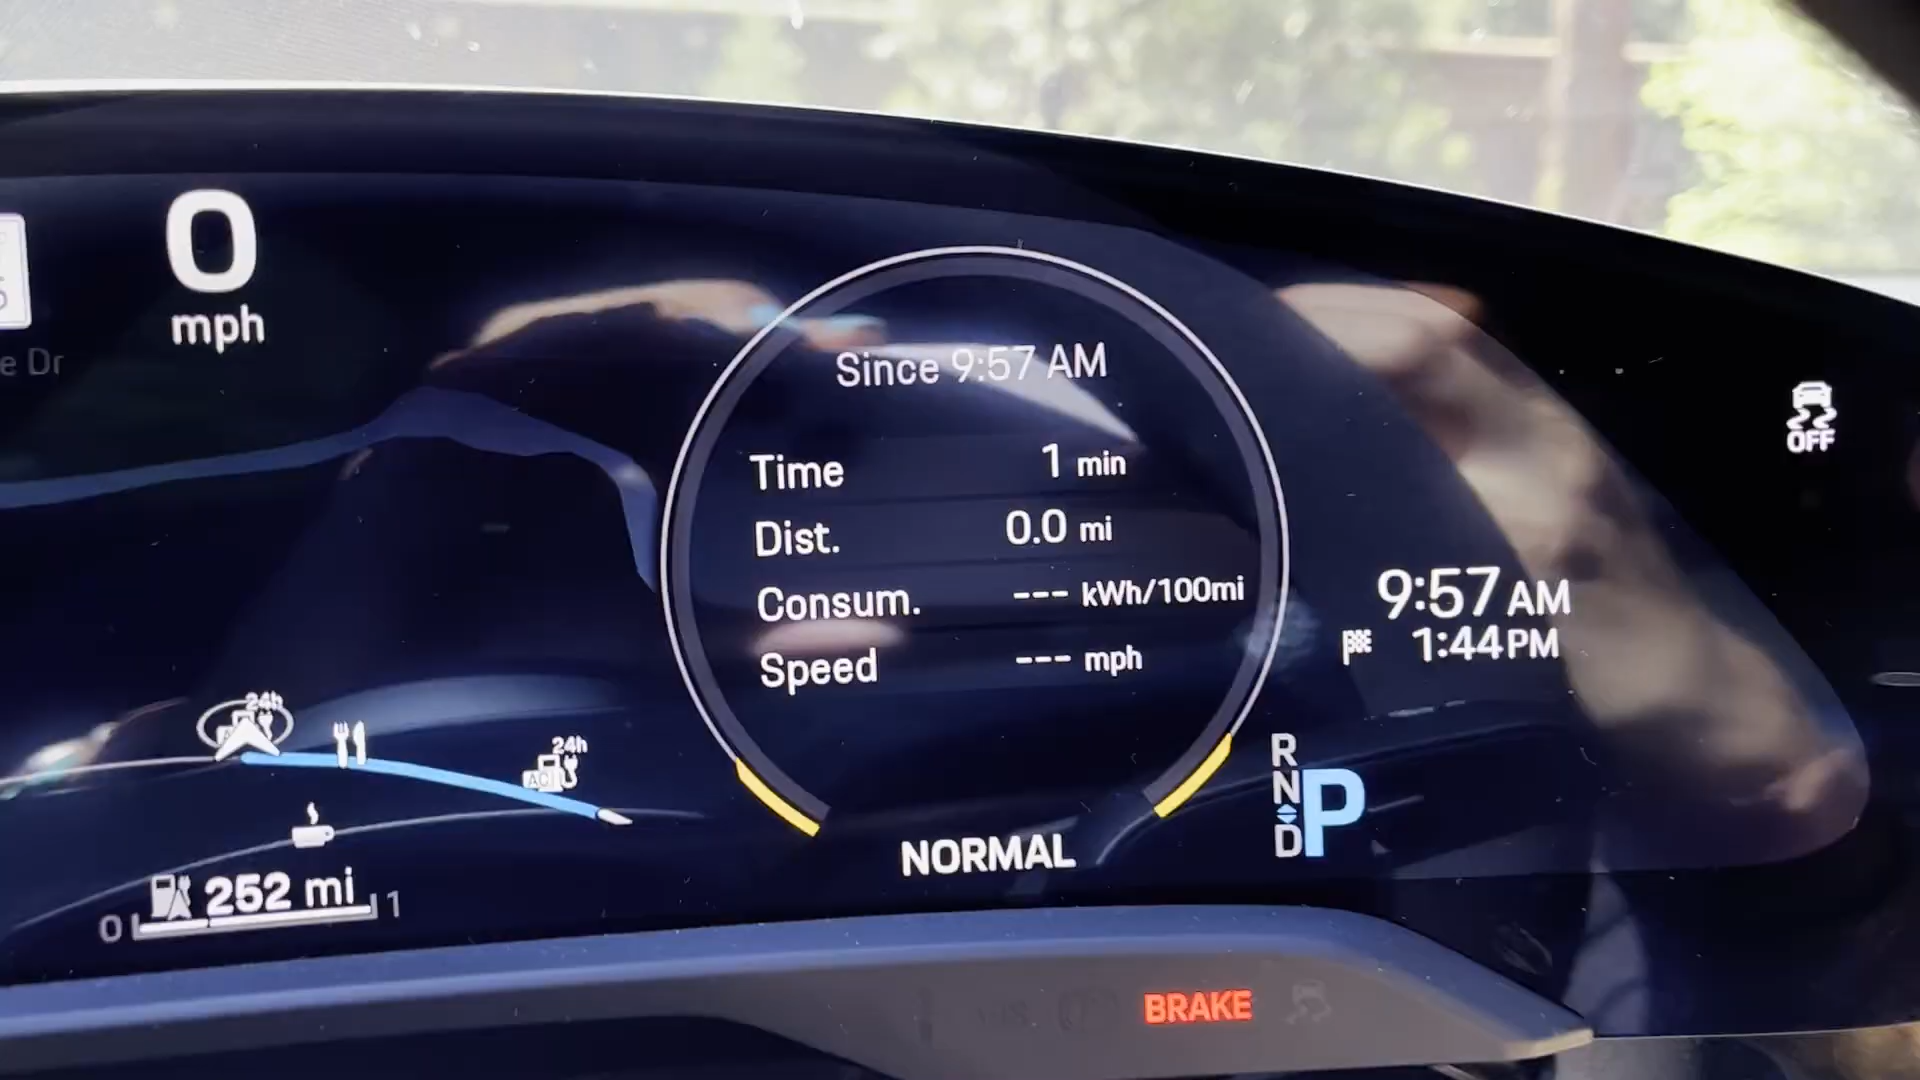 0
mph
e Dr
Since 9:57 AM
Time 1 min
Dist. 0.0 mi
Consum. --- kWh/100mi
Speed --- mph
OFF
9:57 AM
1:44 PM
24h
24h
AC
R
N
D
P
NORMAL
252 mi
0 1
BRAKE